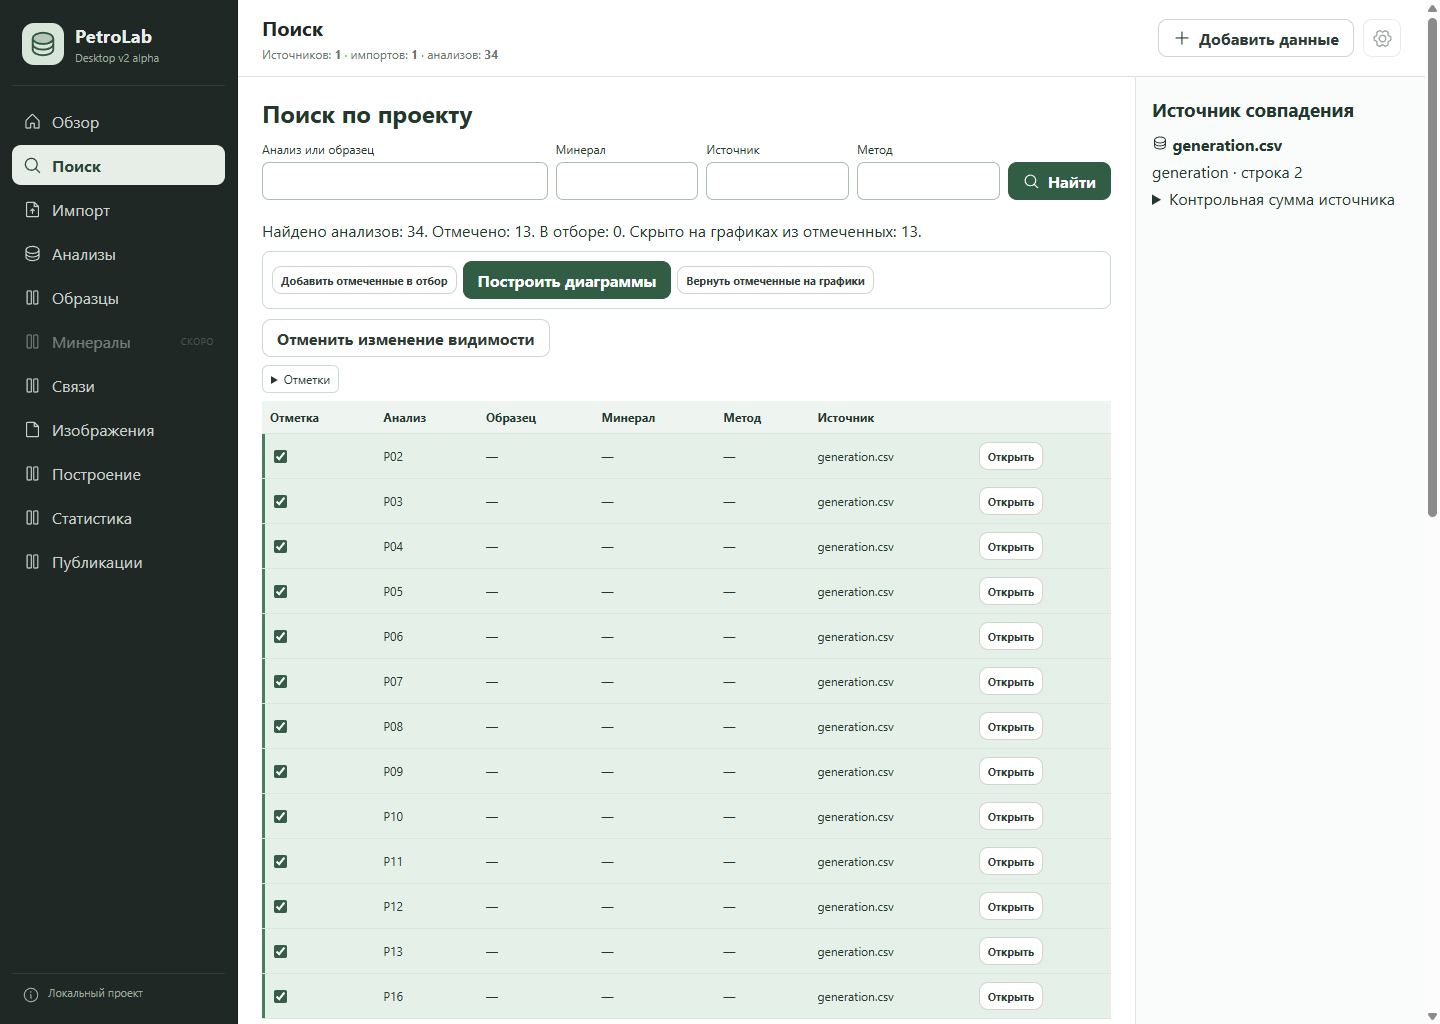 PetroLab
Desktop v2 alpha
Обзор
Поиск
Импорт
Анализы
Образцы
Минералы СКОРО
Связи
Изображения
Построение
Статистика
Публикации
Локальный проект
Поиск
Источников: 1 · импортов: 1 · анализов: 34
Добавить данные
Поиск по проекту
Анализ или образец Минерал Источник Метод
Найти
Найдено анализов: 34. Отмечено: 13. В отборе: 0. Скрыто на графиках из отмеченных: 13.
Добавить отмеченные в отбор Построить диаграммы Вернуть отмеченные на графики
Отменить изменение видимости
▶ Отметки
Отметка Анализ Образец Минерал Метод Источник
P02 — — — generation.csv Открыть
P03 — — — generation.csv Открыть
P04 — — — generation.csv Открыть
P05 — — — generation.csv Открыть
P06 — — — generation.csv Открыть
P07 — — — generation.csv Открыть
P08 — — — generation.csv Открыть
P09 — — — generation.csv Открыть
P10 — — — generation.csv Открыть
P11 — — — generation.csv Открыть
P12 — — — generation.csv Открыть
P13 — — — generation.csv Открыть
P16 — — — generation.csv Открыть
Источник совпадения
generation.csv
generation · строка 2
▶ Контрольная сумма источника